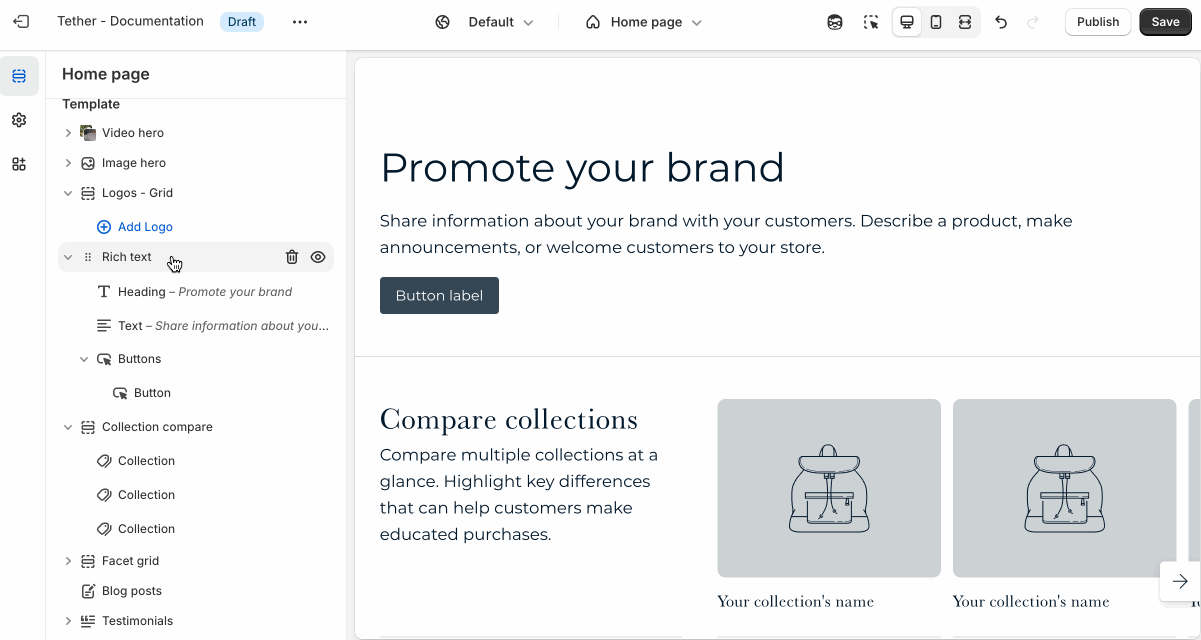 Tether - Documentation
Draft
Default
Home page
Publish
Save
Home page
Template
Video hero
Image hero
Logos - Grid
Add Logo
Rich text
Heading – Promote your brand
Text – Share information about you...
Buttons
Button
Collection compare
Collection
Collection
Collection
Facet grid
Blog posts
Testimonials
Promote your brand
Share information about your brand with your customers. Describe a product, make
announcements, or welcome customers to your store.
Button label
Compare collections
Compare multiple collections at a
glance. Highlight key differences
that can help customers make
educated purchases.
Your collection's name
Your collection's name